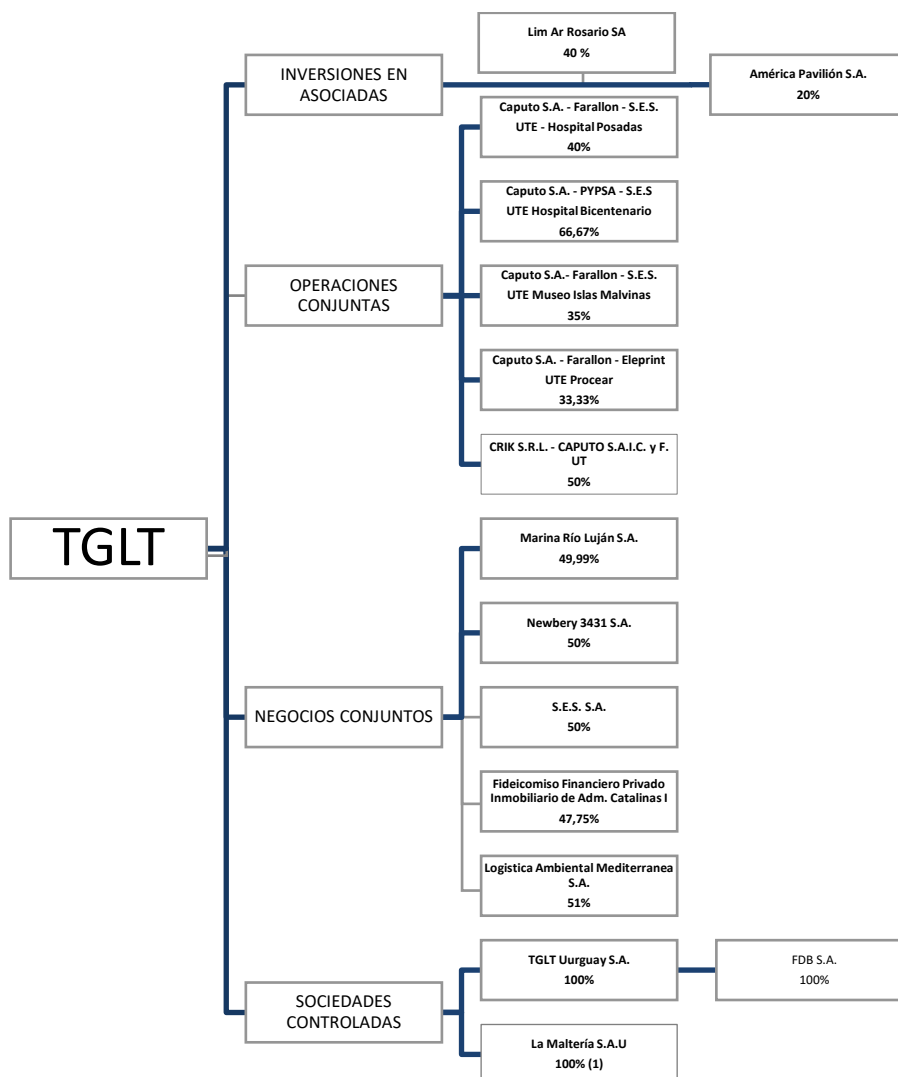 TGLT
INVERSIONES EN
ASOCIADAS
Lim Ar Rosario SA
40 %
América Pavilión S.A.
20%
OPERACIONES
CONJUNTAS
Caputo S.A. - Farallon - S.E.S.
UTE - Hospital Posadas
40%
Caputo S.A. - PYPSA - S.E.S
UTE Hospital Bicentenario
66,67%
Caputo S.A.- Farallon - S.E.S.
UTE Museo Islas Malvinas
35%
Caputo S.A. - Farallon - Eleprint
UTE Procear
33,33%
CRIK S.R.L. - CAPUTO S.A.I.C. y F.
UT
50%
NEGOCIOS CONJUNTOS
Marina Río Luján S.A.
49,99%
Newbery 3431 S.A.
50%
S.E.S. S.A.
50%
Fideicomiso Financiero Privado
Inmobiliario de Adm. Catalinas I
47,75%
Logistica Ambiental Mediterranea
S.A.
51%
SOCIEDADES
CONTROLADAS
TGLT Uurguay S.A.
100%
FDB S.A.
100%
La Maltería S.A.U
100% (1)